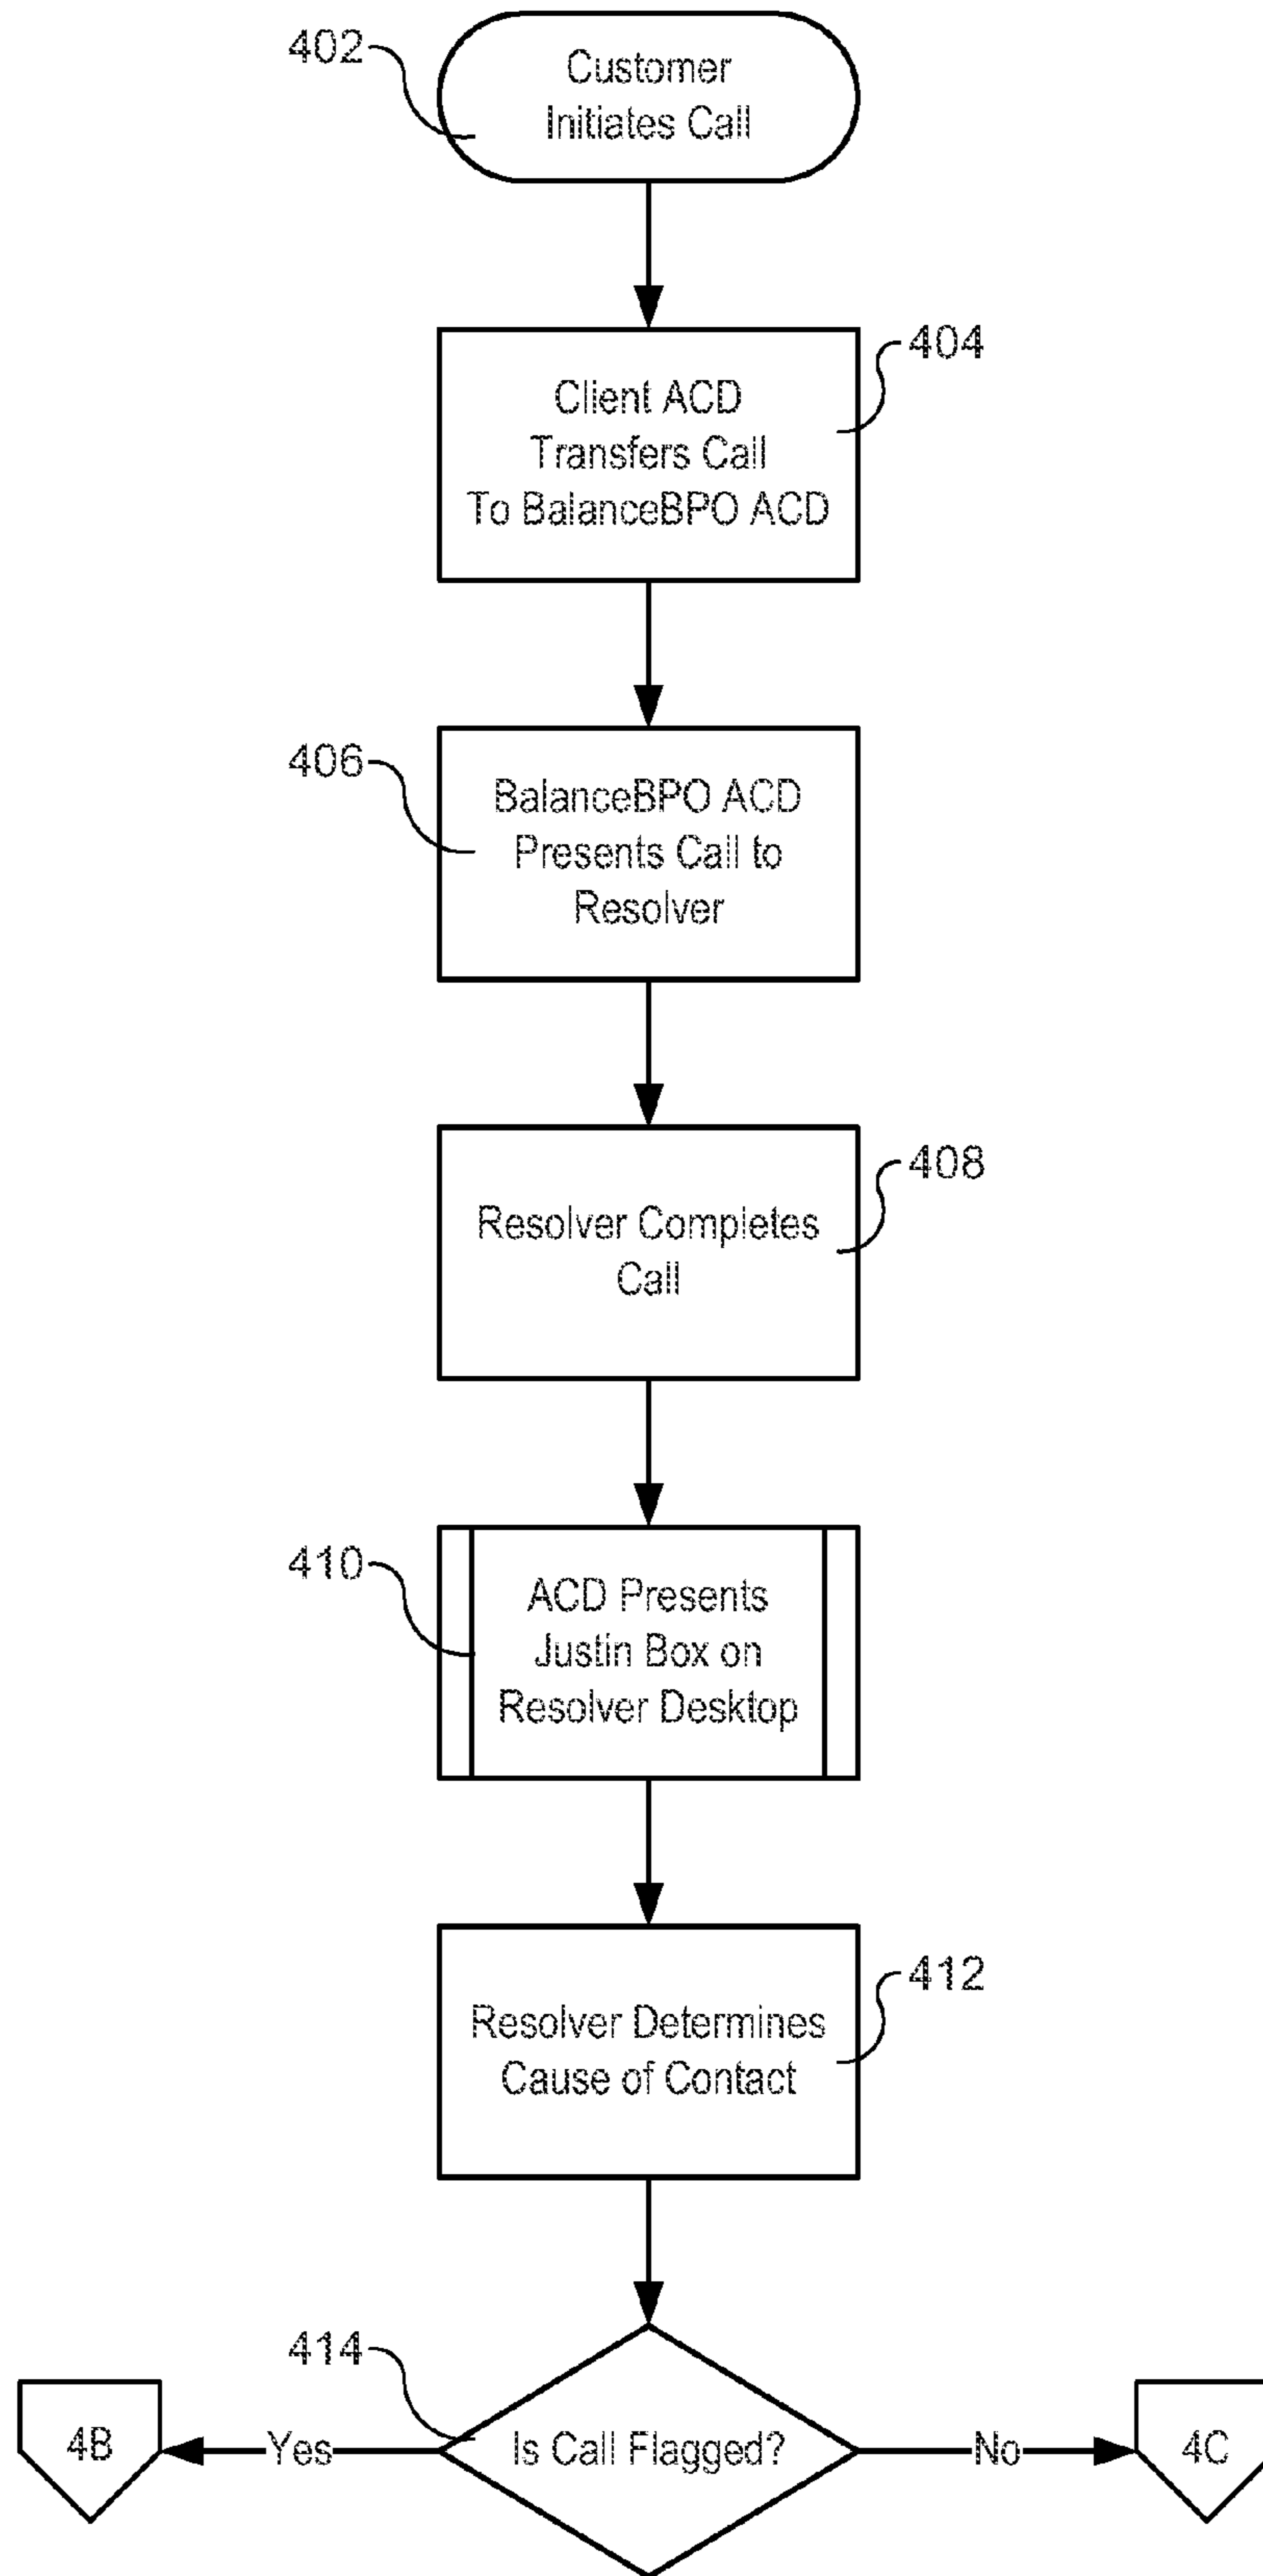 402
Customer
Initiates Call
404
Client ACD
Transfers Call
To BalanceBPO ACD
406
BalanceBPO ACD
Presents Call to
Resolver
408
Resolver Completes
Call
410
ACD Presents
Justin Box on
Resolver Desktop
412
Resolver Determines
Cause of Contact
414
4B
Yes
Is Call Flagged?
No
4C